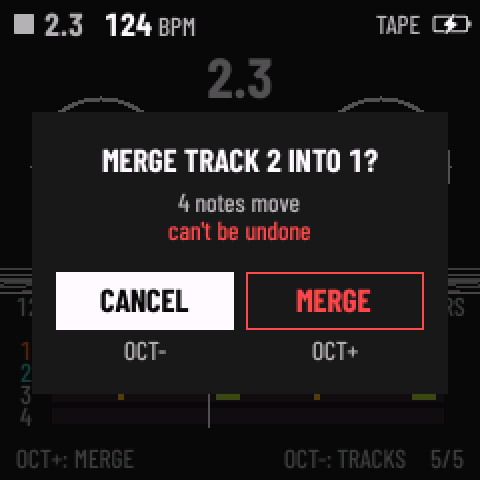 2.3 124 BPM TAPE
2.3
MERGE TRACK 2 INTO 1?
4 notes move
can't be undone
CANCEL MERGE
OCT- OCT+
1
2
3
4
OCT+: MERGE OCT-: TRACKS 5/5